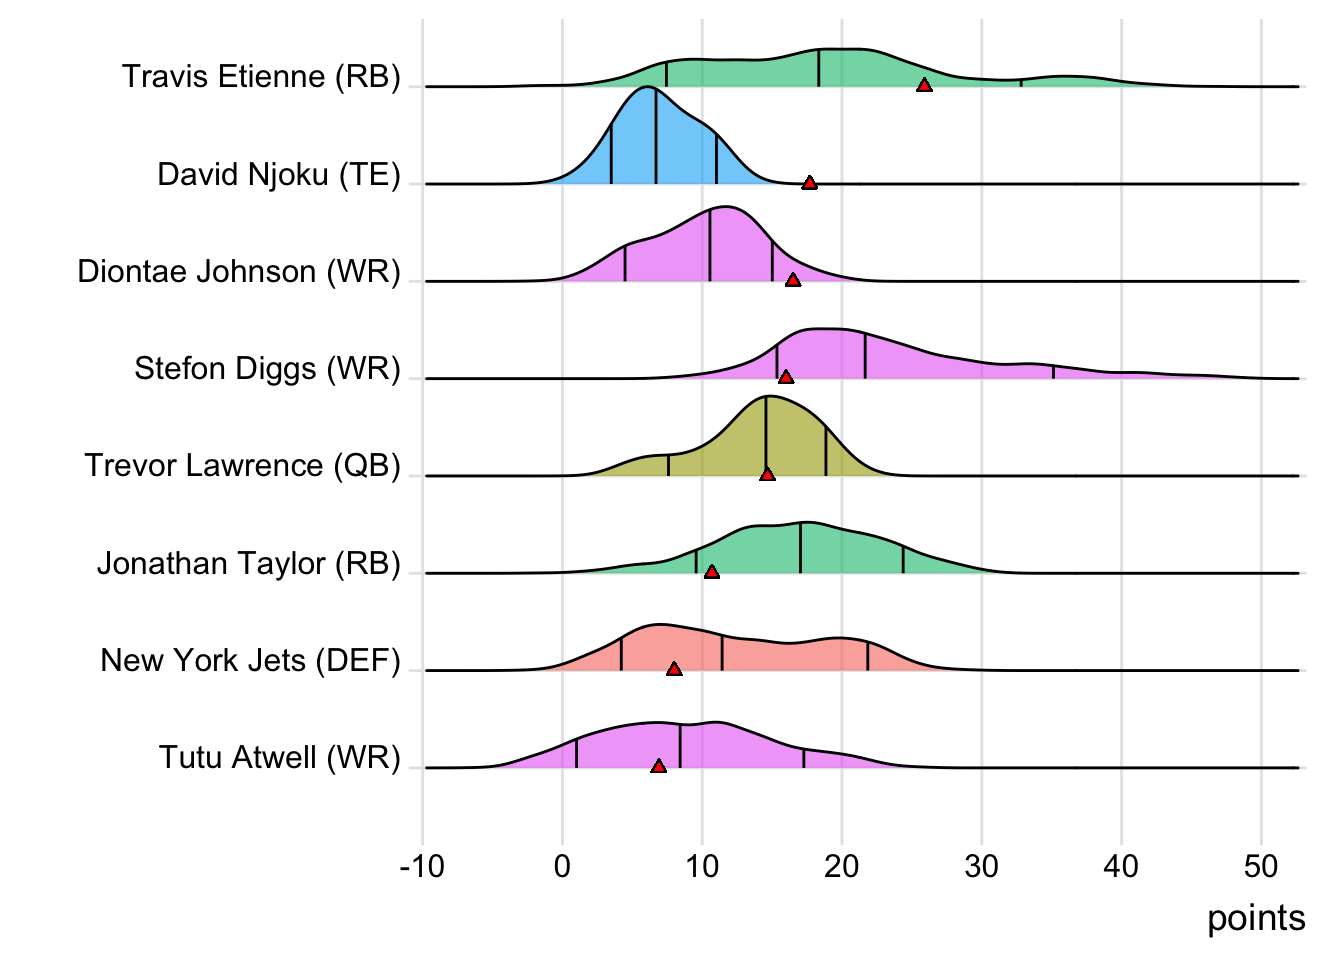 Travis Etienne (RB)
David Njoku (TE)
Diontae Johnson (WR)
Stefon Diggs (WR)
Trevor Lawrence (QB)
Jonathan Taylor (RB)
New York Jets (DEF)
Tutu Atwell (WR)
-10 0 10 20 30 40 50
points